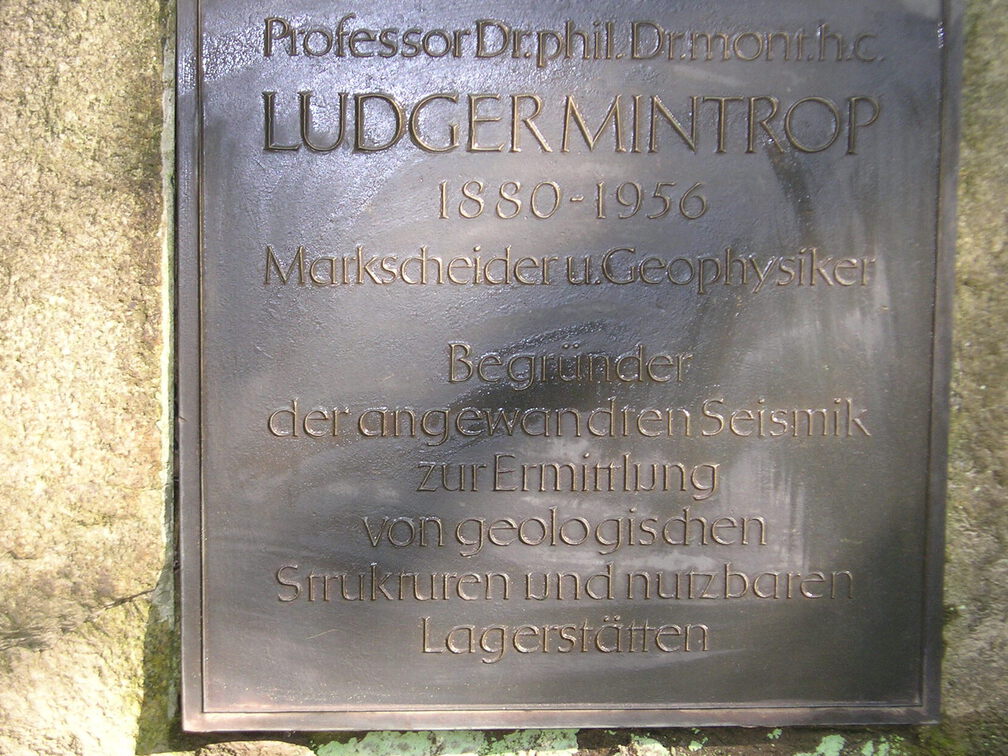 Professor Dr. phil. Dr. mont. h.c.
LUDGER MINTROP
1880-1956
Markscheider u. Geophysiker
Begründer
der angewandten Seismik
zur Ermittlung
von geologischen
Strukturen und nutzbaren
Lagerstätten